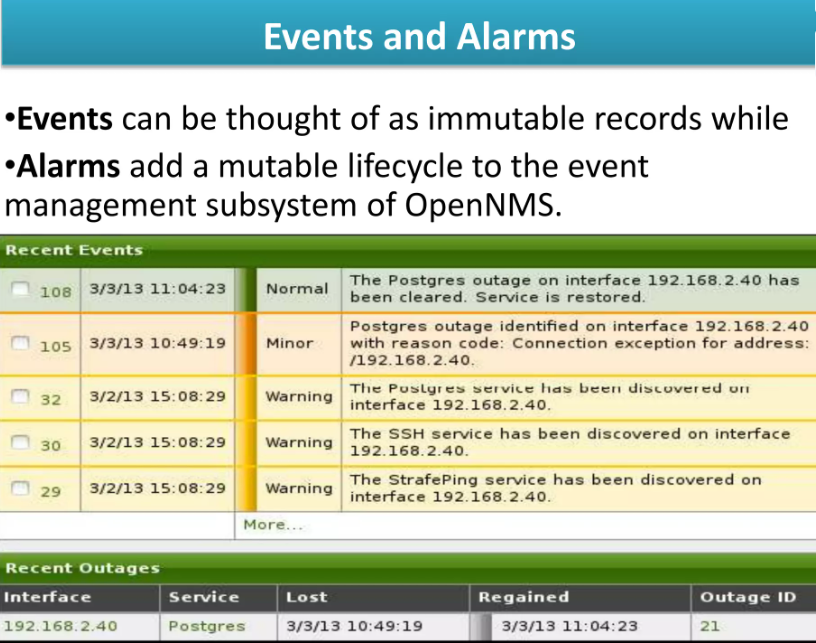 Events and Alarms
•Events can be thought of as immutable records while
•Alarms add a mutable lifecycle to the event
management subsystem of OpenNMS.
Recent Events
108 3/3/13 11:04:23 Normal The Postgres outage on interface 192.168.2.40 has
been cleared. Service is restored.
105 3/3/13 10:49:19 Minor Postgres outage identified on interface 192.168.2.40
with reason code: Connection exception for address:
/192.168.2.40.
32 3/2/13 15:08:29 Warning The Postgres service has been discovered on
interface 192.168.2.40.
30 3/2/13 15:08:29 Warning The SSH service has been discovered on interface
192.168.2.40.
29 3/2/13 15:08:29 Warning The StrafePing service has been discovered on
interface 192.168.2.40.
More...
Recent Outages
Interface Service Lost Regained Outage ID
192.168.2.40 Postgres 3/3/13 10:49:19 3/3/13 11:04:23 21